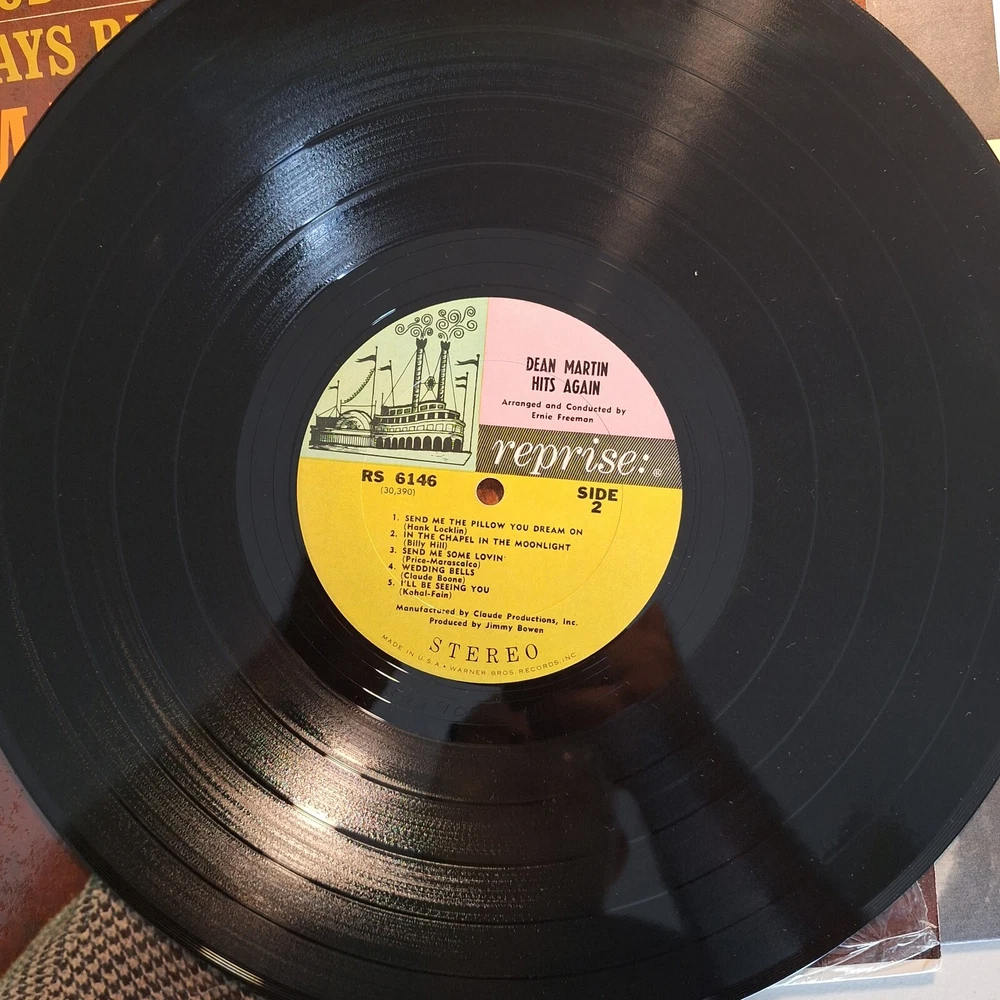 AYS
DEAN MARTIN
HITS AGAIN
Arranged and Conducted by
Ernie Freeman
reprise:®
RS 6146
(30,390)
SIDE
2
1. SEND ME THE PILLOW YOU DREAM ON
(Hank Locklin)
2. IN THE CHAPEL IN THE MOONLIGHT
(Billy Hill)
3. SEND ME SOME LOVIN'
(Price-Marascalco)
4. WEDDING BELLS
(Claude Boone)
5. I'LL BE SEEING YOU
(Kahal-Fain)
Manufactured by Claude Productions, Inc.
Produced by Jimmy Bowen
STEREO
MADE IN U.S.A • WARNER BROS. RECORDS INC.